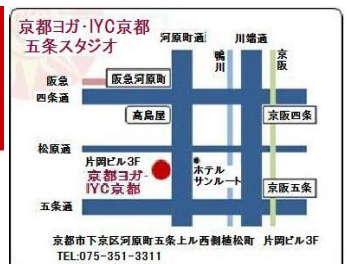 京都ヨガ･IYC京都
五条スタジオ
河原町通
川端通
鴨川
京阪
阪急
阪急河原町
四条通
高島屋
京阪四条
松原通
片岡ビル3F
京都ヨガ-
IYC京都
ホテル
サンルート
京阪五条
五条通
京都市下京区河原町五条上ル西側植松町 片岡ビル3F
TEL:075-351-3311